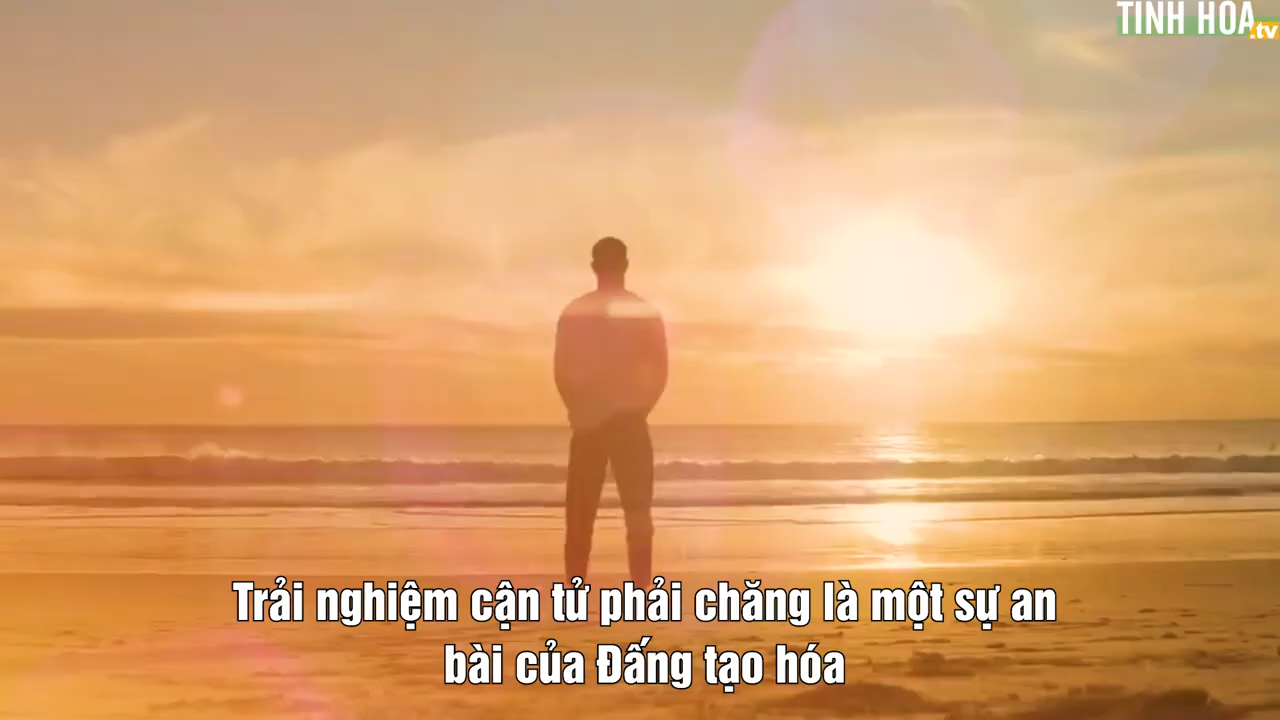 TINH HOA
.tv
Trải nghiệm cận tử phải chăng là một sự an
bài của Đấng tạo hóa